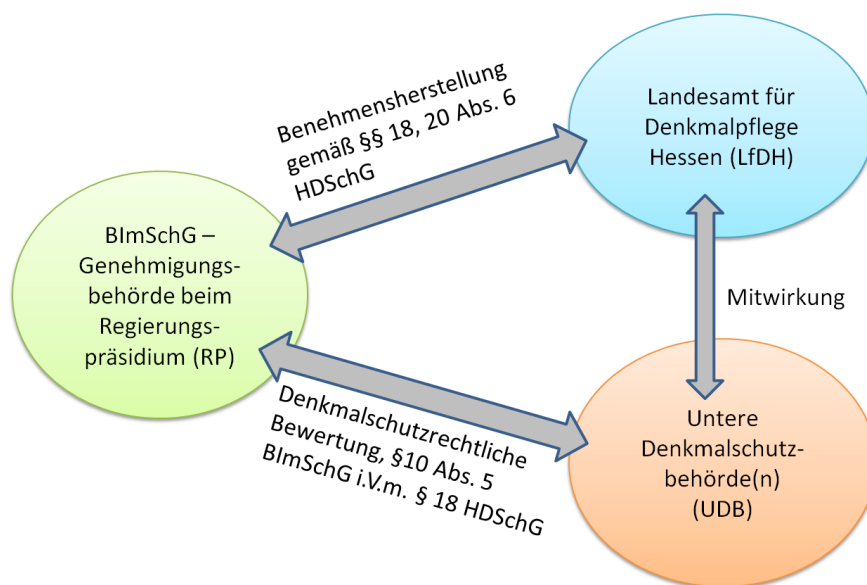 Benehmensherstellung
gemäß §§ 18, 20 Abs. 6
HDSchG
Landesamt für
Denkmalpflege
Hessen (LfDH)
BImSchG –
Genehmigungs-
behörde beim
Regierungs-
präsidium (RP)
Mitwirkung
Denkmalschutzrechtliche
Bewertung, §10 Abs. 5
BImSchG i.V.m. § 18 HDSchG
Untere
Denkmalschutz-
behörde(n)
(UDB)